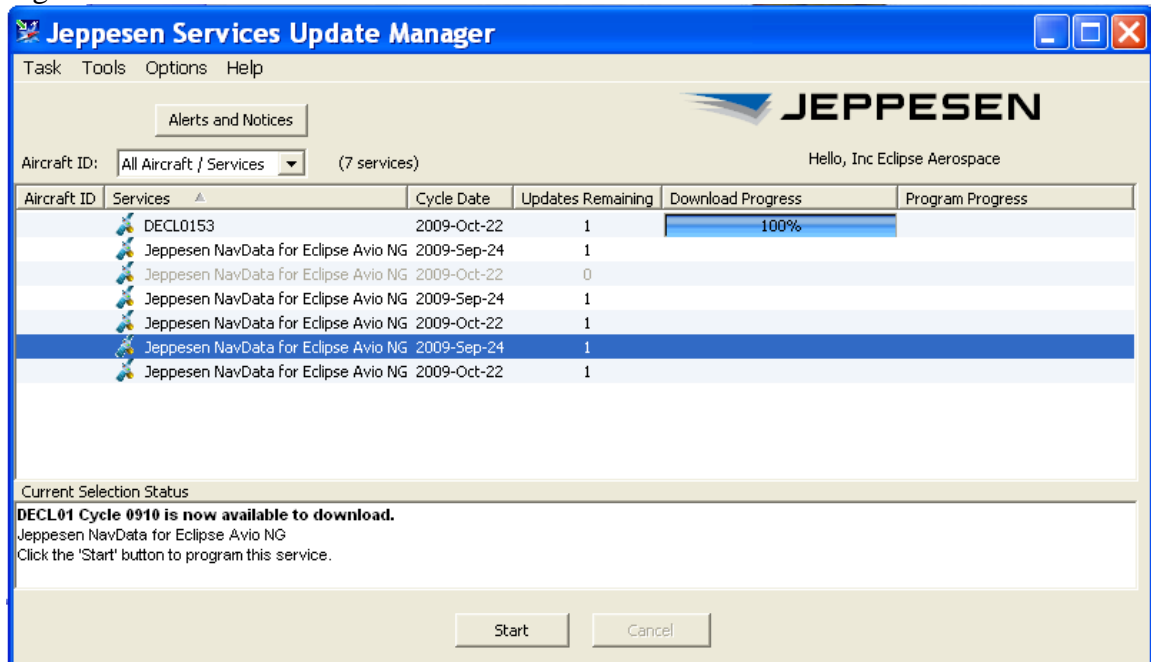 Jeppesen Services Update Manager
Task Tools Options Help
Alerts and Notices
JEPPESEN
Aircraft ID: All Aircraft / Services (7 services) Hello, Inc Eclipse Aerospace
Aircraft ID Services Cycle Date Updates Remaining Download Progress Program Progress
DECL0153 2009-Oct-22 1 100%
Jeppesen NavData for Eclipse Avio NG 2009-Sep-24 1
Jeppesen NavData for Eclipse Avio NG 2009-Oct-22 0
Jeppesen NavData for Eclipse Avio NG 2009-Sep-24 1
Jeppesen NavData for Eclipse Avio NG 2009-Oct-22 1
Jeppesen NavData for Eclipse Avio NG 2009-Sep-24 1
Jeppesen NavData for Eclipse Avio NG 2009-Oct-22 1
Current Selection Status
DECL01 Cycle 0910 is now available to download.
Jeppesen NavData for Eclipse Avio NG
Click the 'Start' button to program this service.
Start Cancel